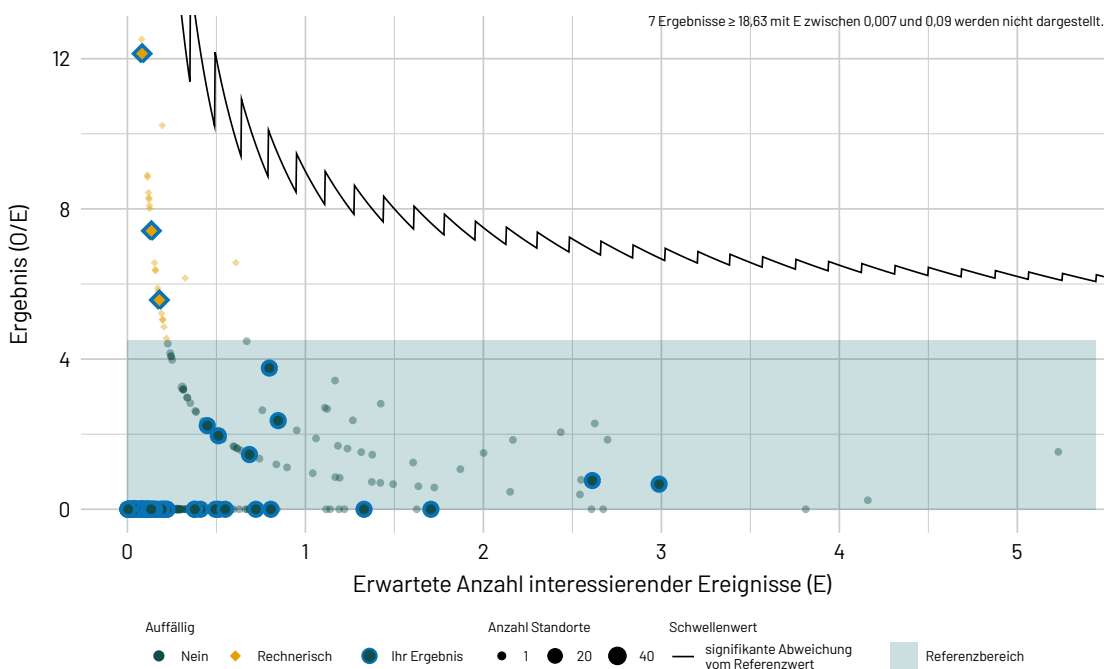 7 Ergebnisse ≥ 18,63 mit E zwischen 0,007 und 0,09 werden nicht dargestellt.
12
8
4
0
Ergebnis (O/E)
0 1 2 3 4 5
Erwartete Anzahl interessierender Ereignisse (E)
Auffällig
Nein
Rechnerisch
Ihr Ergebnis
Anzahl Standorte
1
20
40
Schwellenwert
signifikante Abweichung
vom Referenzwert
Referenzbereich